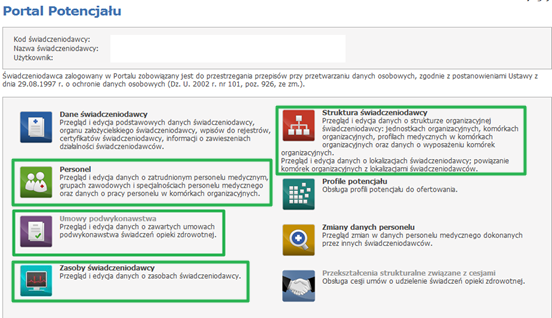 Portal Potencjału
Kod świadczeniodawcy:
Nazwa świadczeniodawcy:
Użytkownik:
Świadczeniodawca zalogowany w Portalu zobowiązany jest do przestrzegania przepisów przy przetwarzaniu danych osobowych, zgodnie z postanowieniami Ustawy z
dnia 29.08.1997 r. o ochronie danych osobowych (Dz. U. 2002 r. nr 101, poz. 926, ze zm.).
Dane świadczeniodawcy
Przegląd i edycja podstawowych danych świadczeniodawcy,
organu założycielskiego świadczeniodawcy, wpisów do rejestrów,
certyfikatów świadczeniodawcy, informacji o zawieszeniach
działalności świadczeniodawców.
Struktura świadczeniodawcy
Przegląd i edycja danych o strukturze organizacyjnej
świadczeniodawcy: jednostkach organizacyjnych, komórkach
organizacyjnych, profilach medycznych w komórkach
organizacyjnych oraz danych o wyposażeniu komórek
organizacyjnych.
Przegląd i edycja danych o lokalizacjach świadczeniodawcy; powiązanie
komórek organizacyjnych z lokalizacjami świadczeniodawców.
Personel
Przegląd i edycja danych o zatrudnionym personelu medycznym,
grupach zawodowych i specjalnościach personelu medycznego
oraz danych o pracy personelu w komórkach organizacyjnych.
Profile potencjału
Obsługa profili potencjału do ofertowania.
Umowy podwykonawstwa
Przegląd i edycja danych o zawartych umowach
podwykonawstwa świadczeń opieki zdrowotnej.
Zmiany danych personelu
Przegląd zmian w danych personelu medycznego dokonanych
przez innych świadczeniodawców.
Zasoby świadczeniodawcy
Przegląd i edycja danych o zasobach świadczeniodawcy.
Przekształcenia strukturalne związane z cesjami
Obsługa cesji umów o udzielenie świadczeń opieki zdrowotnej.